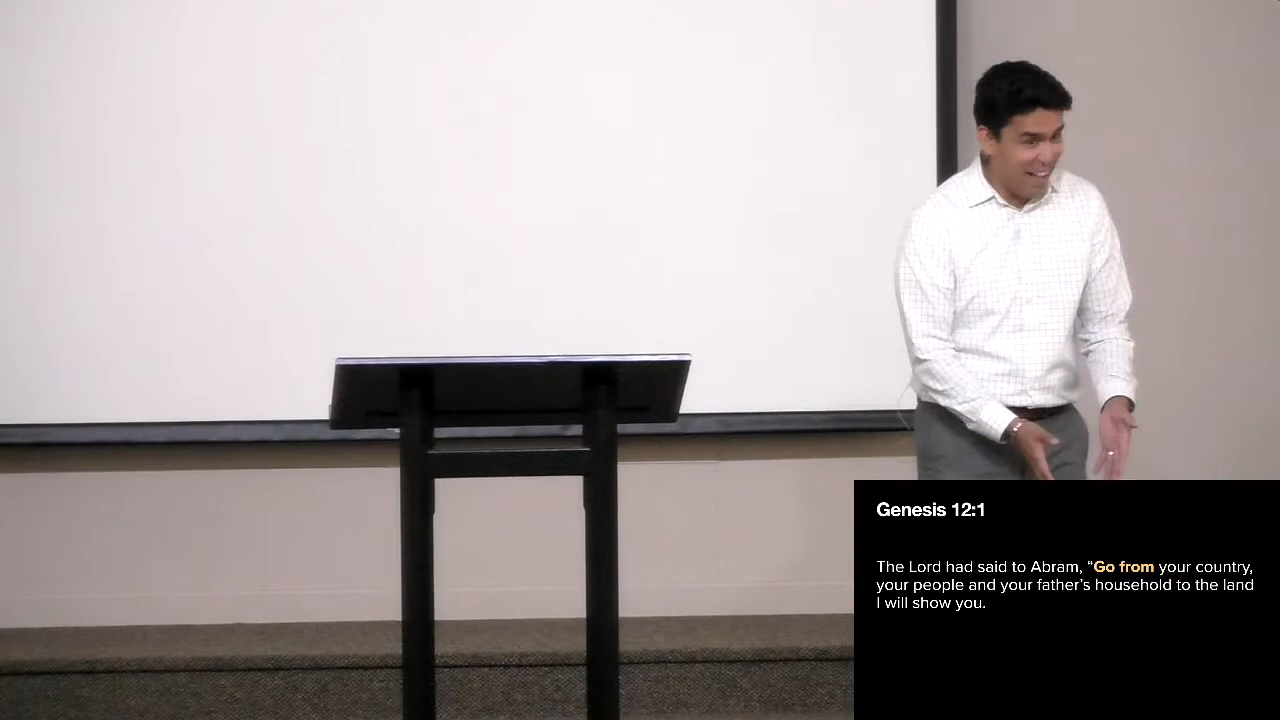 Genesis 12:1
The Lord had said to Abram, “Go from your country,
your people and your father’s household to the land
I will show you.